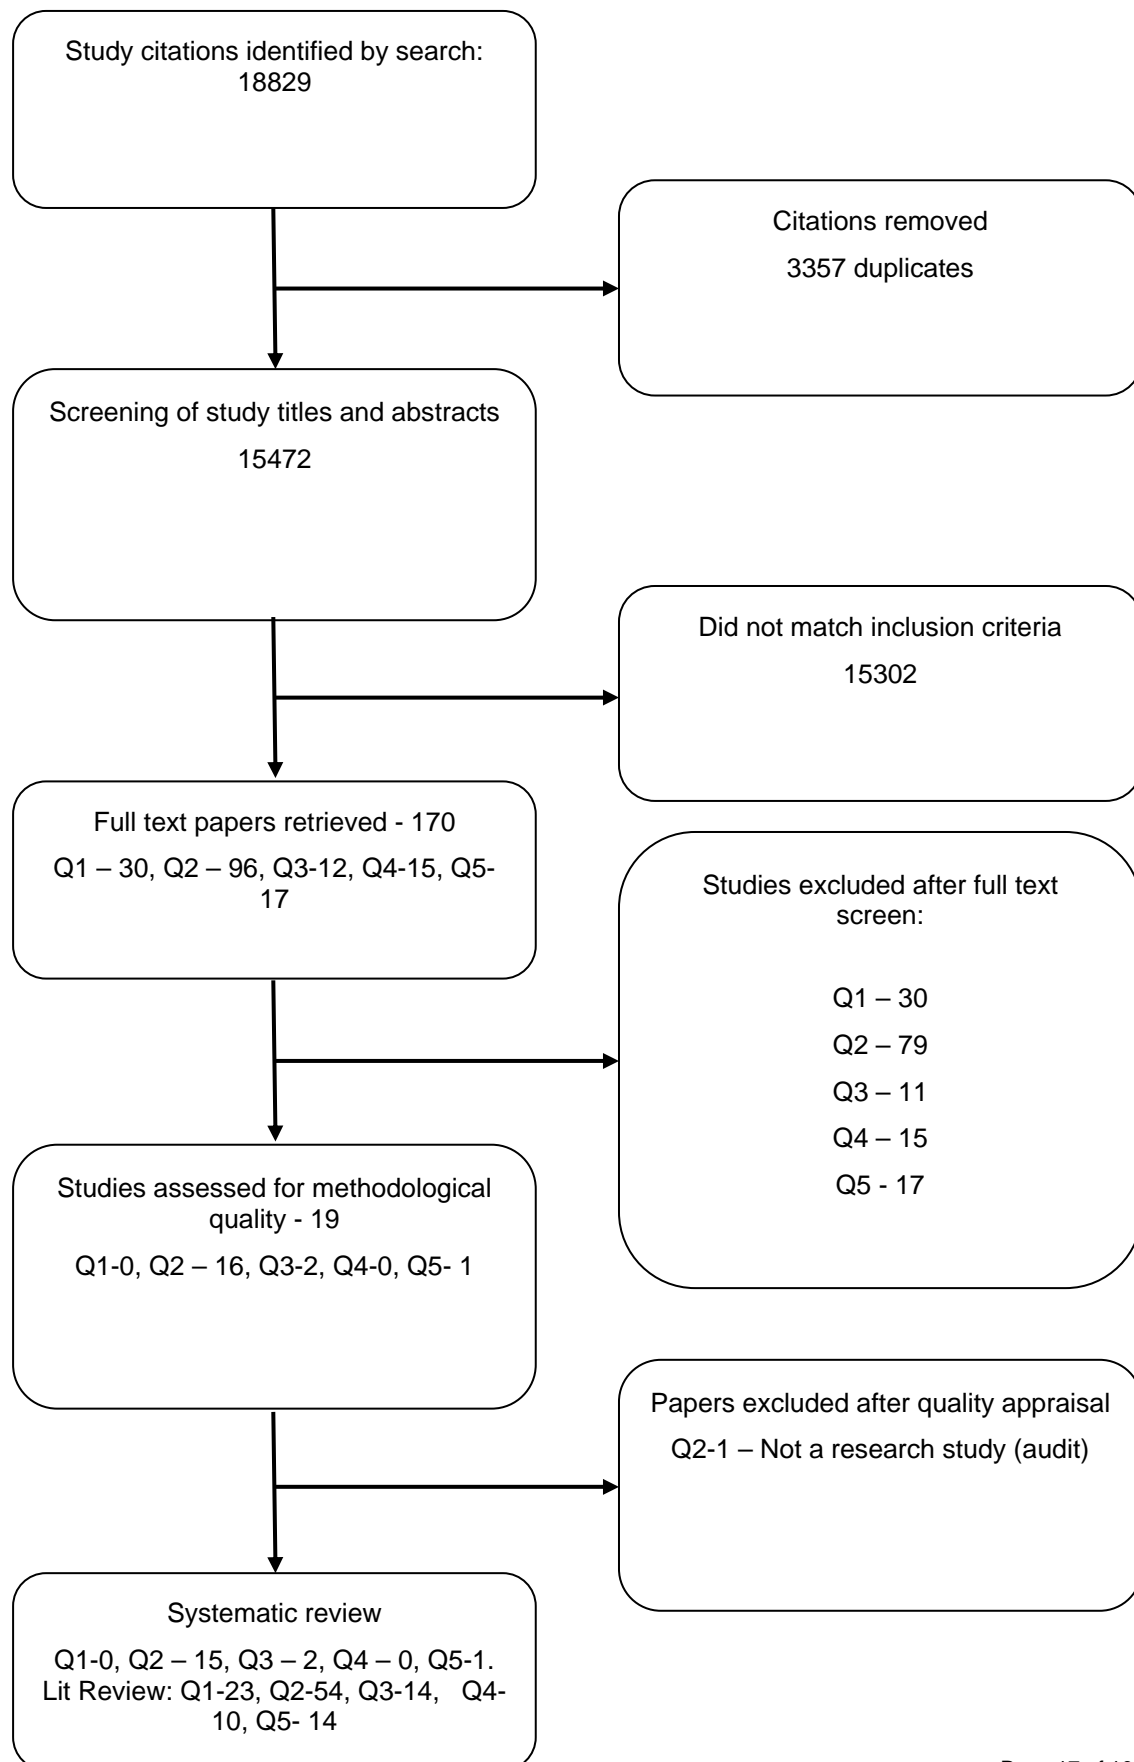 Study citations identified by search:
18829
Citations removed
3357 duplicates
Screening of study titles and abstracts
15472
Did not match inclusion criteria
15302
Full text papers retrieved - 170
Q1 – 30, Q2 – 96, Q3-12, Q4-15, Q5-
17
Studies excluded after full text
screen:
Q1 – 30
Q2 – 79
Q3 – 11
Q4 – 15
Q5 - 17
Studies assessed for methodological
quality - 19
Q1-0, Q2 – 16, Q3-2, Q4-0, Q5- 1
Papers excluded after quality appraisal
Q2-1 – Not a research study (audit)
Systematic review
Q1-0, Q2 – 15, Q3 – 2, Q4 – 0, Q5-1.
Lit Review: Q1-23, Q2-54, Q3-14, Q4-
10, Q5- 14